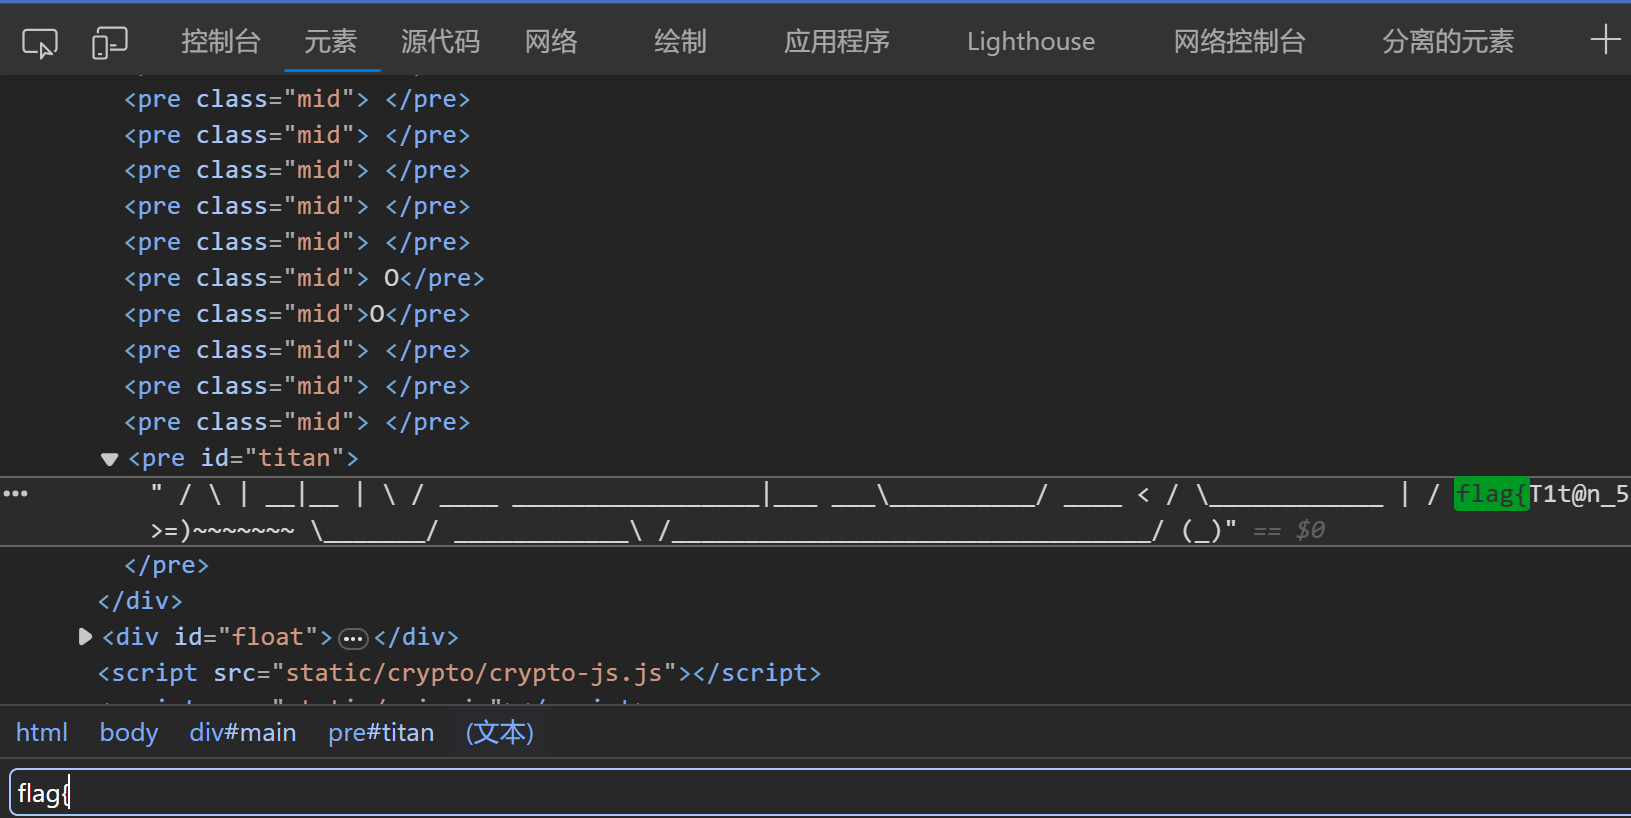 控制台 元素 源代码 网络 绘制 应用程序 Lighthouse 网络控制台 分离的元素
<pre class="mid"> </pre>
<pre class="mid"> </pre>
<pre class="mid"> </pre>
<pre class="mid"> </pre>
<pre class="mid"> </pre>
<pre class="mid"> O</pre>
<pre class="mid">O</pre>
<pre class="mid"> </pre>
<pre class="mid"> </pre>
<pre class="mid"> </pre>
<pre id="titan">
" / \ | __|__ | \ / ____ _________________|___ ___\__________/ ____ < / \____________ | / flag{T1t@n_5
>=)~~~~~~~ \_______/ ____________\ /_________________________________/ (_)" == $0
</pre>
</div>
<div id="float">…</div>
<script src="static/crypto/crypto-js.js"></script>
html body div#main pre#titan (文本)
flag{